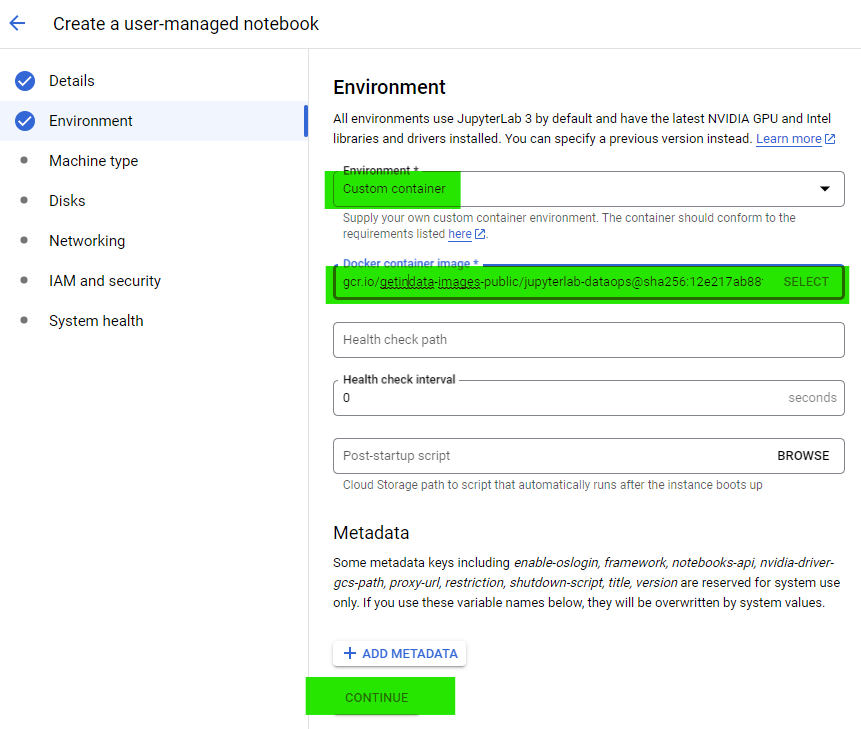 Create a user-managed notebook
Details
Environment
Machine type
Disks
Networking
IAM and security
System health
Environment
All environments use JupyterLab 3 by default and have the latest NVIDIA GPU and Intel
libraries and drivers installed. You can specify a previous version instead. Learn more
Environment *
Custom container
Supply your own custom container environment. The container should conform to the
requirements listed here.
Docker container image *
gcr.io/getindata-images-public/jupyterlab-dataops@sha256:12e217ab88 SELECT
Health check path
Health check interval
0 seconds
Post-startup script BROWSE
Cloud Storage path to script that automatically runs after the instance boots up
Metadata
Some metadata keys including enable-oslogin, framework, notebooks-api, nvidia-driver-
gcs-path, proxy-url, restriction, shutdown-script, title, version are reserved for system use
only. If you use these variable names below, they will be overwritten by system values.
+ ADD METADATA
CONTINUE